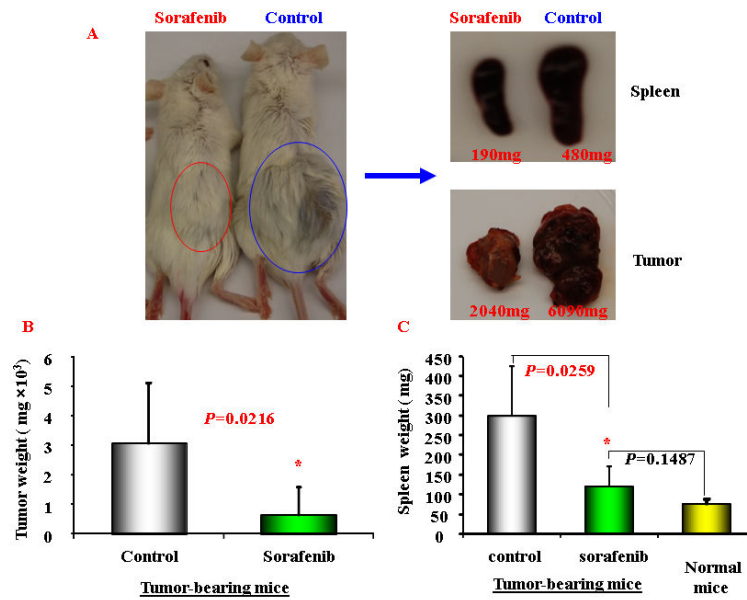 Sorafenib Control
A
Sorafenib Control
Spleen
190mg 480mg
Tumor
2040mg 6090mg
B
Tumor weight ( mg ×10³)
6
5
4
3
2
1
0
P=0.0216
*
Control Sorafenib
Tumor-bearing mice
C
Spleen weight ( mg)
450
400
350
300
250
200
150
100
50
0
P=0.0259
*
P=0.1487
control sorafenib Normal
mice
Tumor-bearing mice